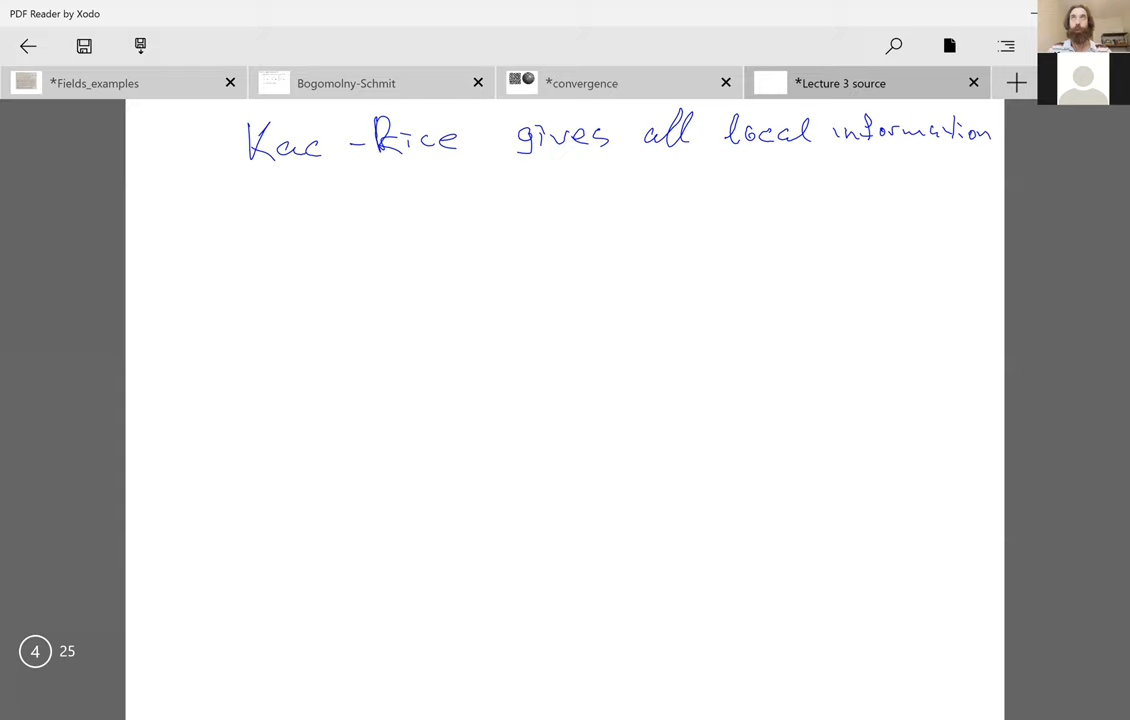 PDF Reader by Xodo
*Fields_examples
Bogomolny-Schmit
*convergence
*Lecture 3 source
Kac-Rice gives all local information
4 25